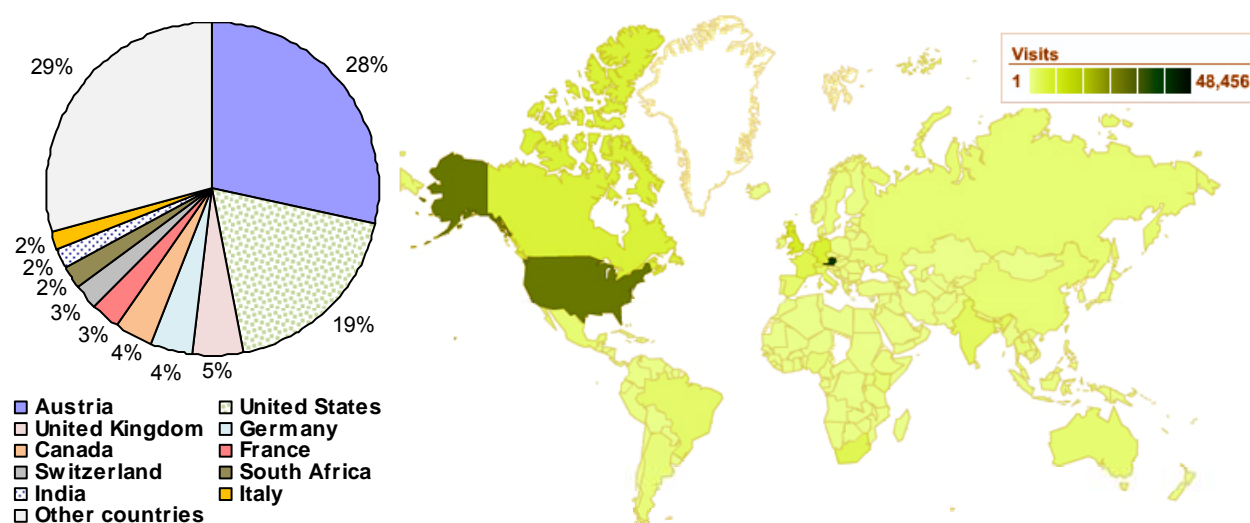 29%
28%
2%
2%
2%
3%
3%
4%
4%
5%
19%
Austria
United States
United Kingdom
Germany
Canada
France
Switzerland
South Africa
India
Italy
Other countries
Visits
1 48,456